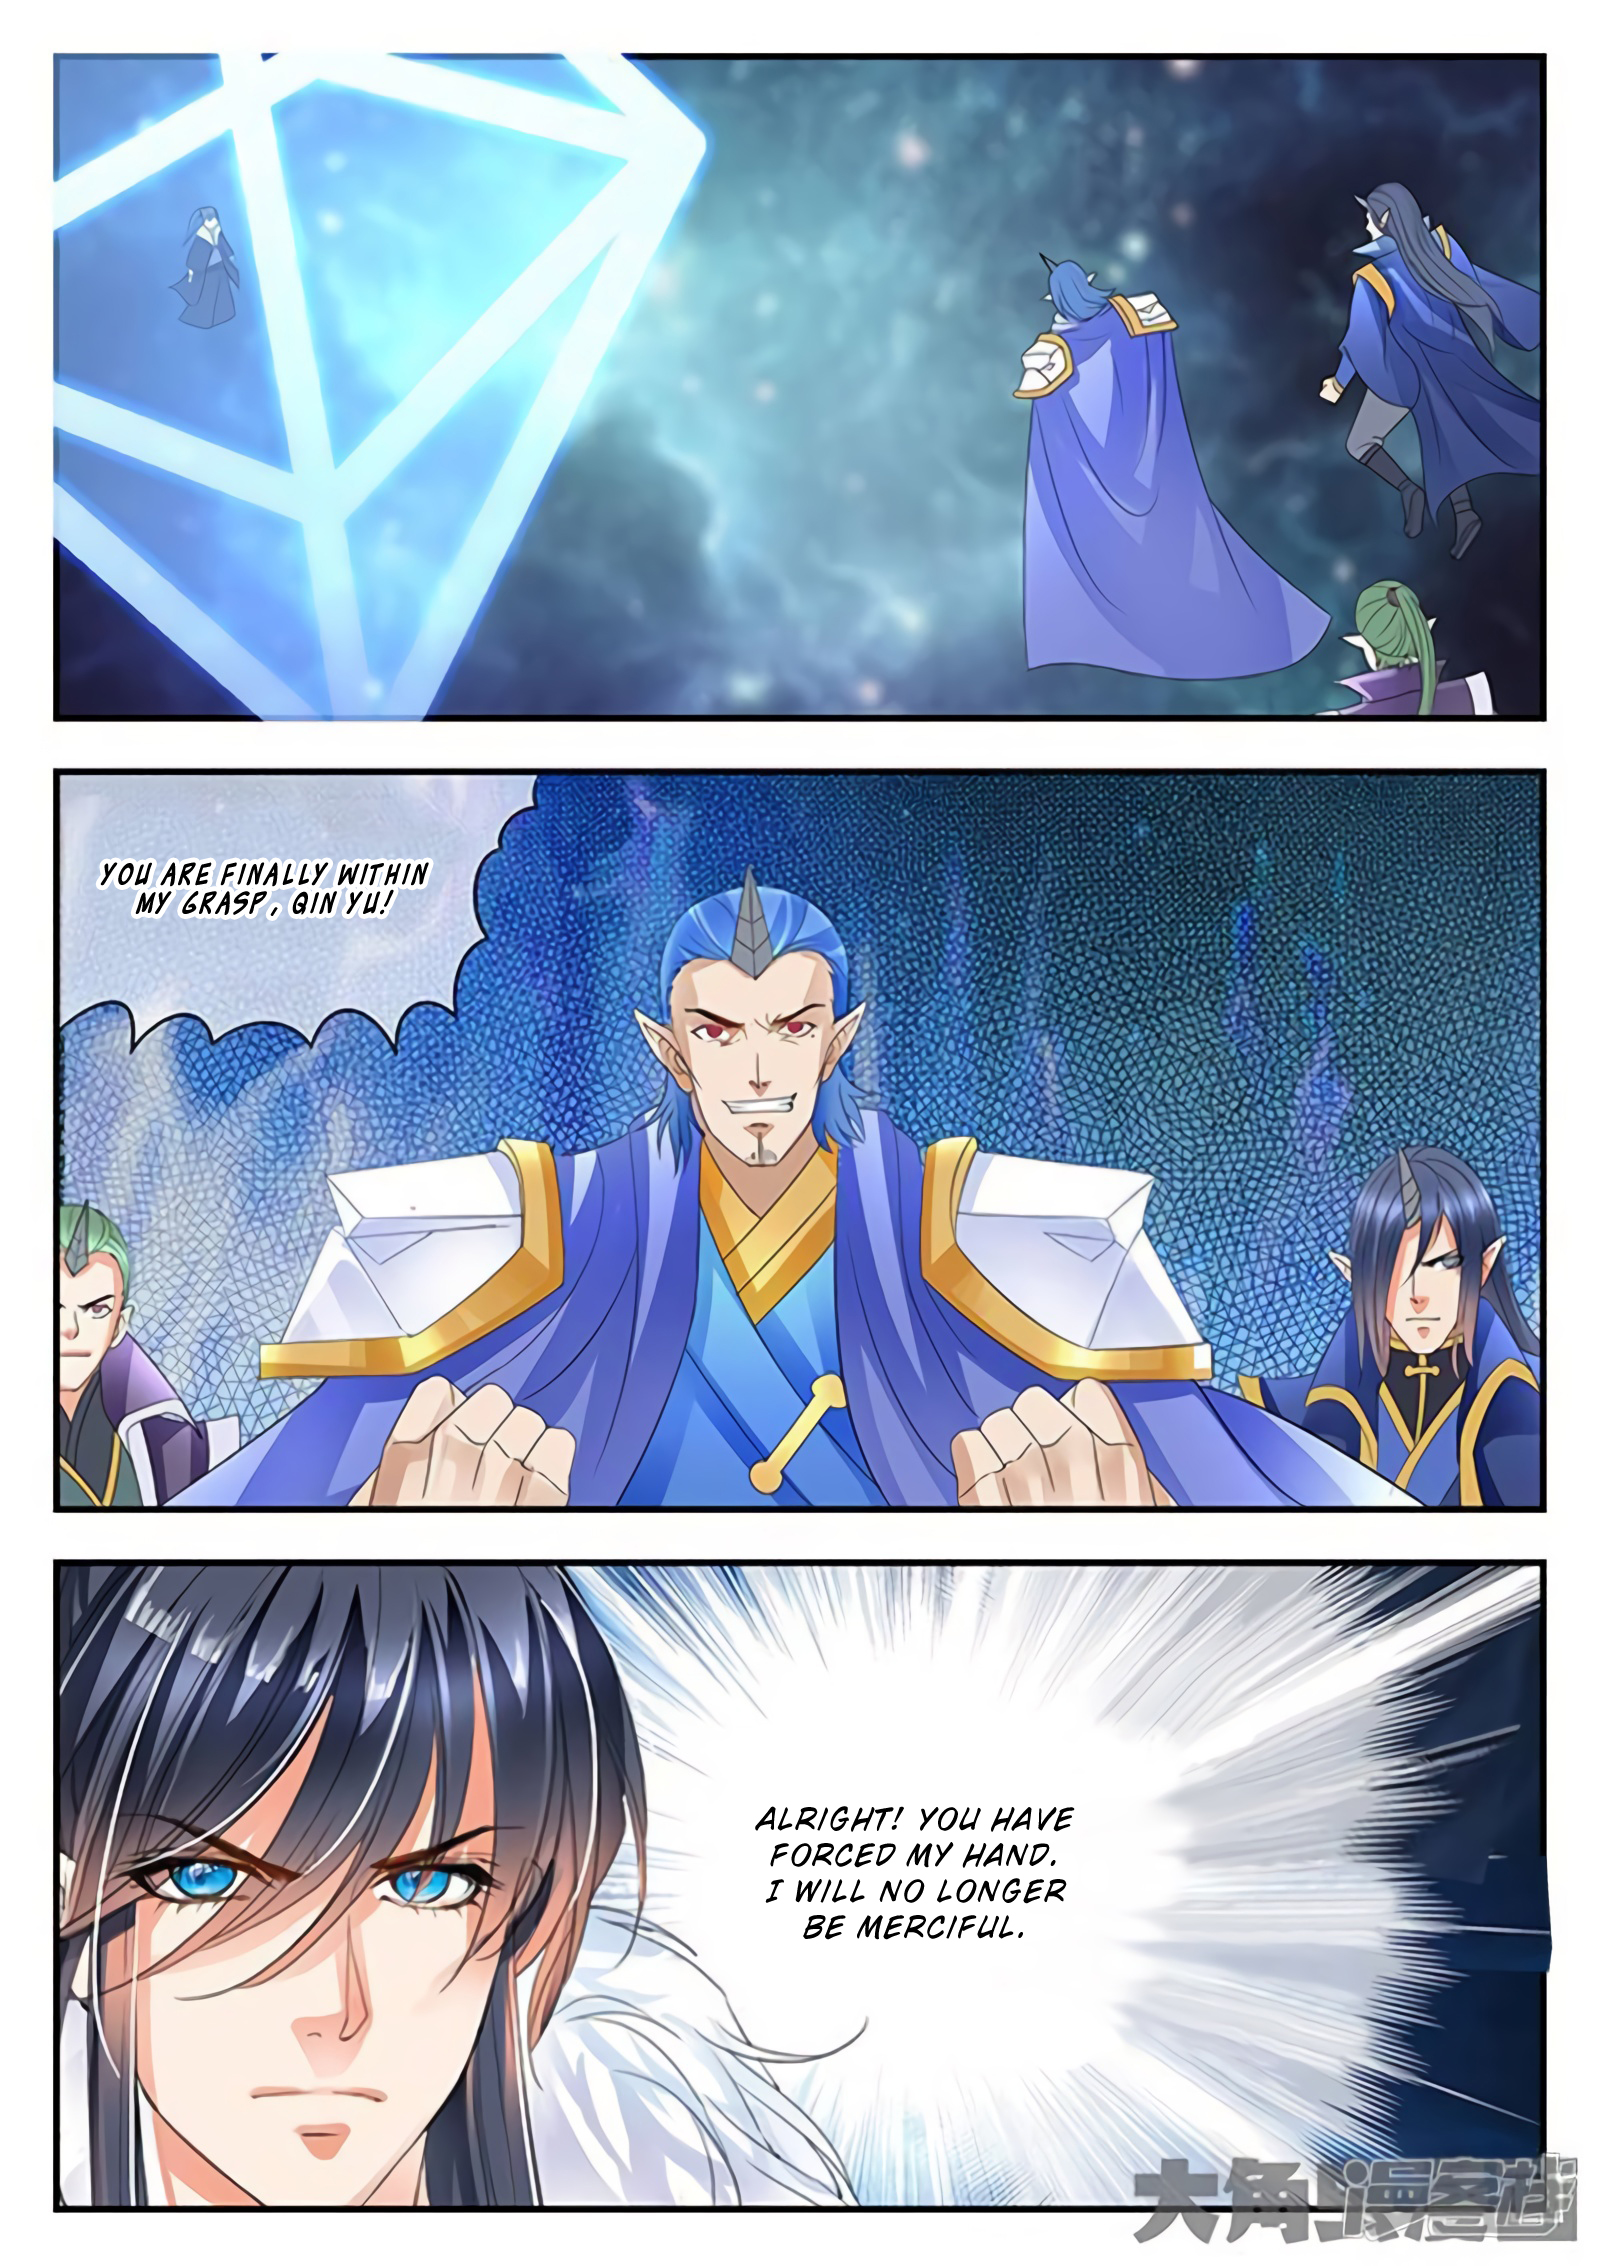 YOU ARE FINALLY WITHIN
MY GRASP, QIN YU!
ALRIGHT! YOU HAVE
FORCED MY HAND.
I WILL NO LONGER
BE MERCIFUL.
大角虫漫客栈